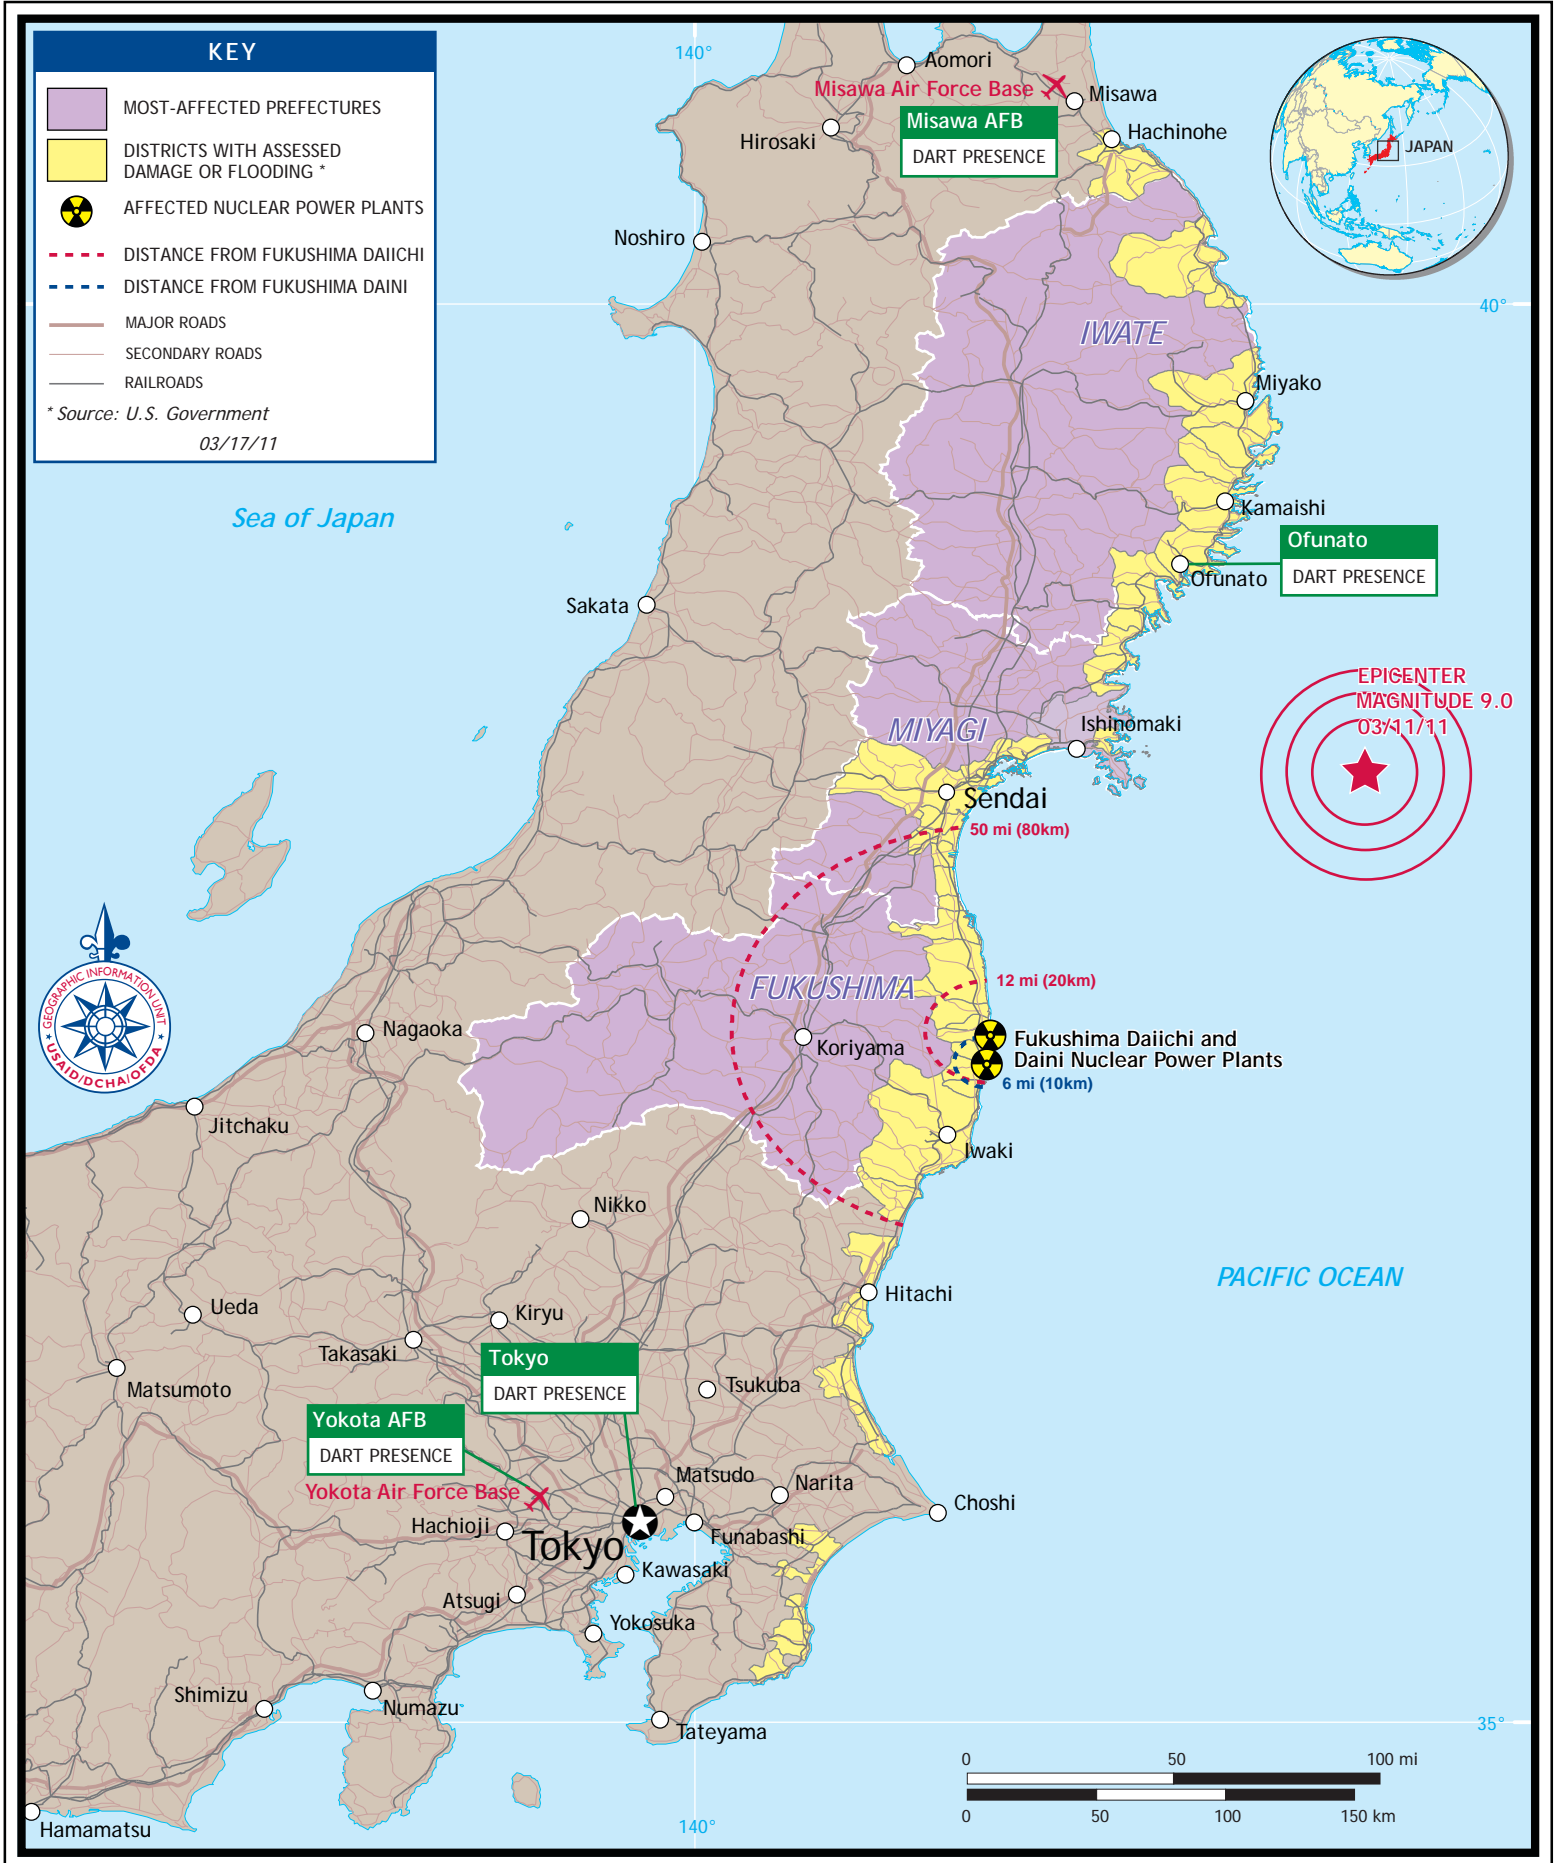 KEY
MOST-AFFECTED PREFECTURES
DISTRICTS WITH ASSESSED
DAMAGE OR FLOODING *
AFFECTED NUCLEAR POWER PLANTS
DISTANCE FROM FUKUSHIMA DAIICHI
DISTANCE FROM FUKUSHIMA DAINI
MAJOR ROADS
SECONDARY ROADS
RAILROADS
* Source: U.S. Government
03/17/11
140°
Aomori
Misawa Air Force Base
Misawa
Misawa AFB
DART PRESENCE
Hirosaki
Hachinohe
JAPAN
Noshiro
40°
IWATE
Miyako
Sea of Japan
Kamaishi
Ofunato
DART PRESENCE
Ofunato
Sakata
EPICENTER
MAGNITUDE 9.0
03/11/11
MIYAGI
Ishinomaki
Sendai
50 mi (80km)
GEOGRAPHIC INFORMATION UNIT
* USAID/DCHA/OFDA *
FUKUSHIMA
12 mi (20km)
Nagaoka
Koriyama
Fukushima Daiichi and
Daini Nuclear Power Plants
6 mi (10km)
Jitchaku
Iwaki
Nikko
PACIFIC OCEAN
Hitachi
Ueda
Kiryu
Takasaki
Tokyo
DART PRESENCE
Matsumoto
Tsukuba
Yokota AFB
DART PRESENCE
Matsudo
Narita
Yokota Air Force Base
Choshi
Hachioji
Tokyo
Funabashi
Kawasaki
Atsugi
Yokosuka
Shimizu
Numazu
Tateyama
35°
0 50 100 mi
0 50 100 150 km
Hamamatsu
140°